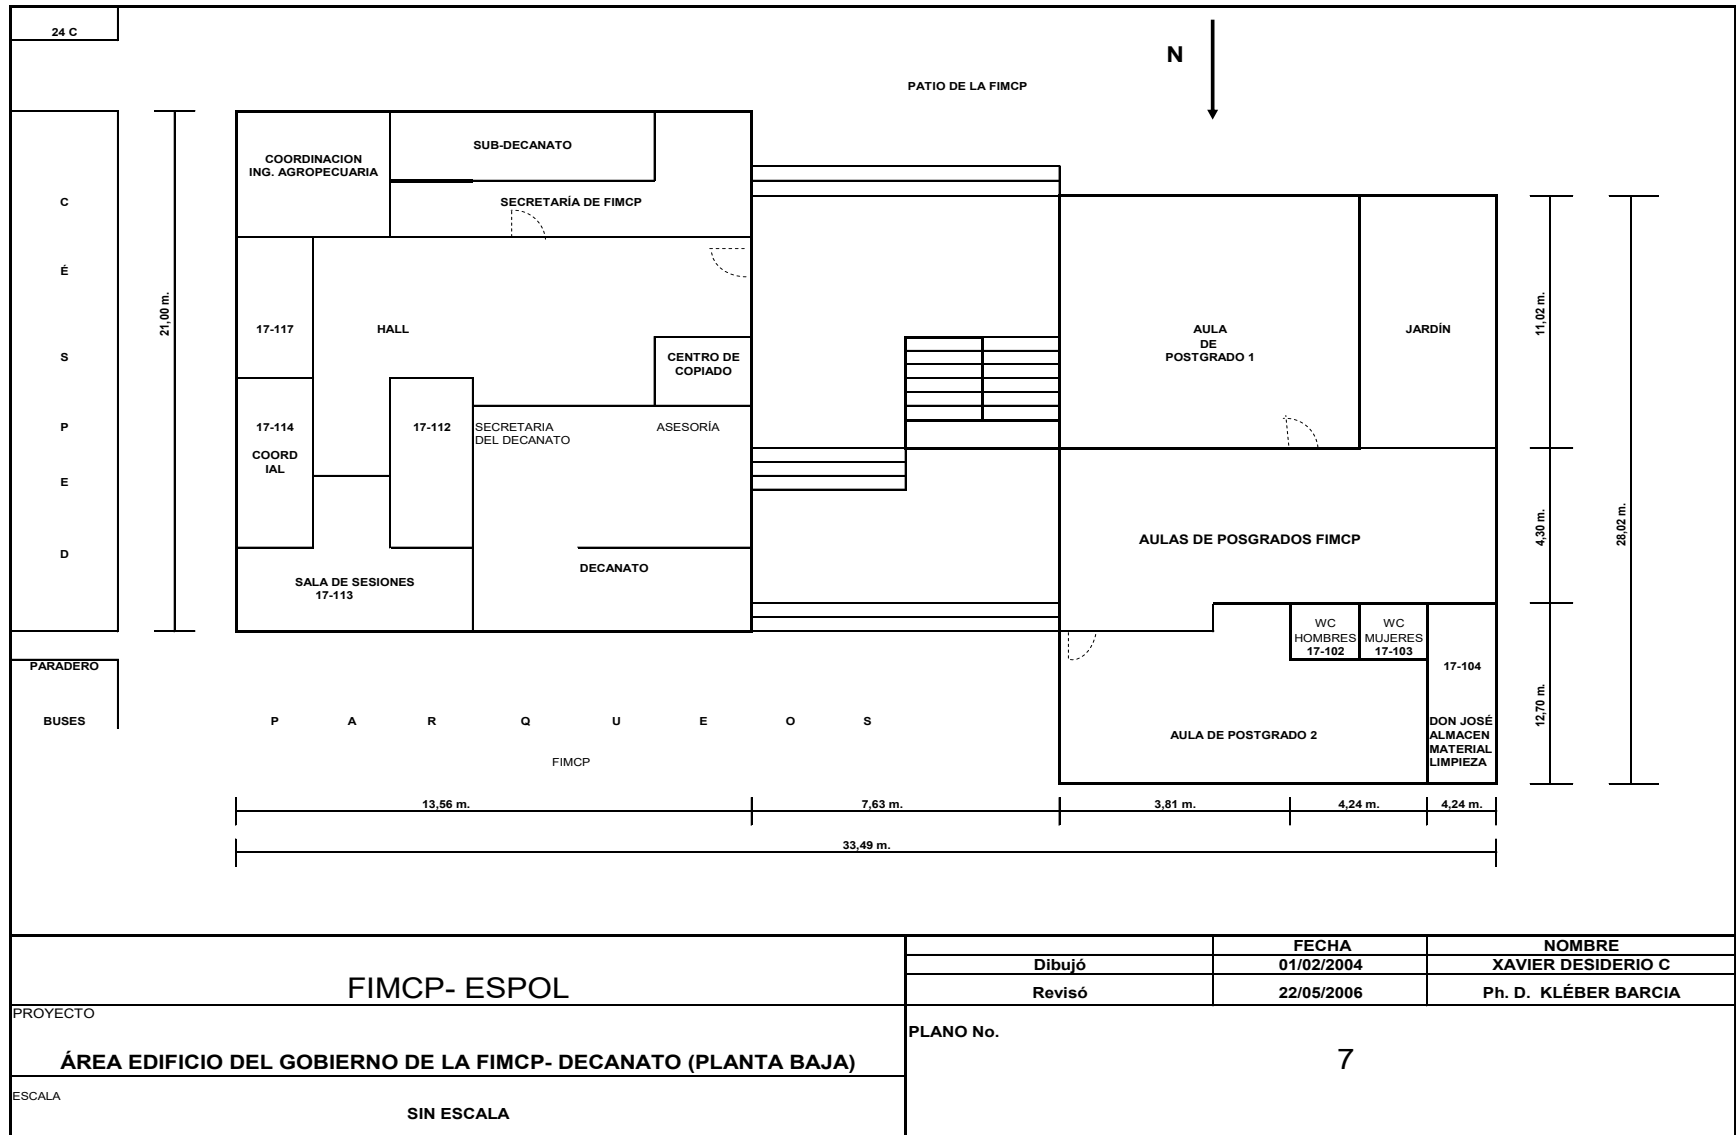 24 C
N
PATIO DE LA FIMCP
C
É
S
P
E
D
21,00 m.
COORDINACION
ING. AGROPECUARIA
SUB-DECANATO
SECRETARÍA DE FIMCP
17-117
HALL
CENTRO DE
COPIADO
17-114
COORD
IAL
17-112
SECRETARIA
DEL DECANATO
ASESORÍA
SALA DE SESIONES
17-113
DECANATO
AULA
DE
POSTGRADO 1
JARDÍN
AULAS DE POSGRADOS FIMCP
WC
HOMBRES
17-102
WC
MUJERES
17-103
17-104
DON JOSÉ
ALMACEN
MATERIAL
LIMPIEZA
AULA DE POSTGRADO 2
11,02 m.
4,30 m.
12,70 m.
28,02 m.
PARADERO
BUSES
P A R Q U E O S
FIMCP
13,56 m.
7,63 m.
3,81 m.
4,24 m.
4,24 m.
33,49 m.
FIMCP- ESPOL
PROYECTO
ÁREA EDIFICIO DEL GOBIERNO DE LA FIMCP- DECANATO (PLANTA BAJA)
ESCALA
SIN ESCALA
FECHA NOMBRE
Dibujó 01/02/2004 XAVIER DESIDERIO C
Revisó 22/05/2006 Ph. D. KLÉBER BARCIA
PLANO No.
7